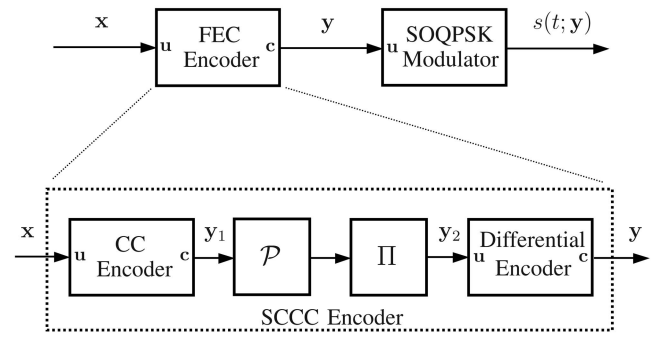 x
FEC
u c
Encoder
y
SOQPSK
u
Modulator
s(t; y)
x
CC
u c
Encoder
y₁
𝒫
Π
y₂
Differential
u c
Encoder
y
SCCC Encoder